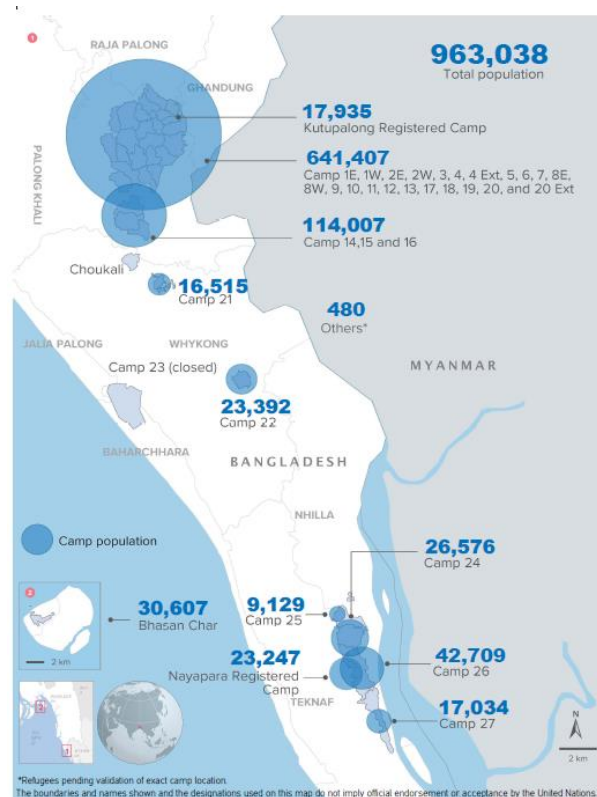 1
RAJA PALONG
963,038
Total population
GHANDUNG
17,935
Kutupalong Registered Camp
PALONG KHALI
641,407
Camp 1E, 1W, 2E, 2W, 3, 4, 4 Ext, 5, 6, 7, 8E,
8W, 9, 10, 11, 12, 13, 17, 18, 19, 20, and 20 Ext
114,007
Camp 14,15 and 16
Choukali
16,515
Camp 21
480
Others*
JALIA PALONG
WHYKONG
Camp 23 (closed)
MYANMAR
23,392
Camp 22
BAHARCHHARA
BANGLADESH
NHILLA
Camp population
26,576
Camp 24
2
30,607
Bhasan Char
2 km
9,129
Camp 25
23,247
Nayapara Registered
Camp
42,709
Camp 26
TEKNAF
17,034
Camp 27
2
1
N
2 km
*Refugees pending validation of exact camp location.
The boundaries and names shown and the designations used on this map do not imply official endorsement or acceptance by the United Nations.